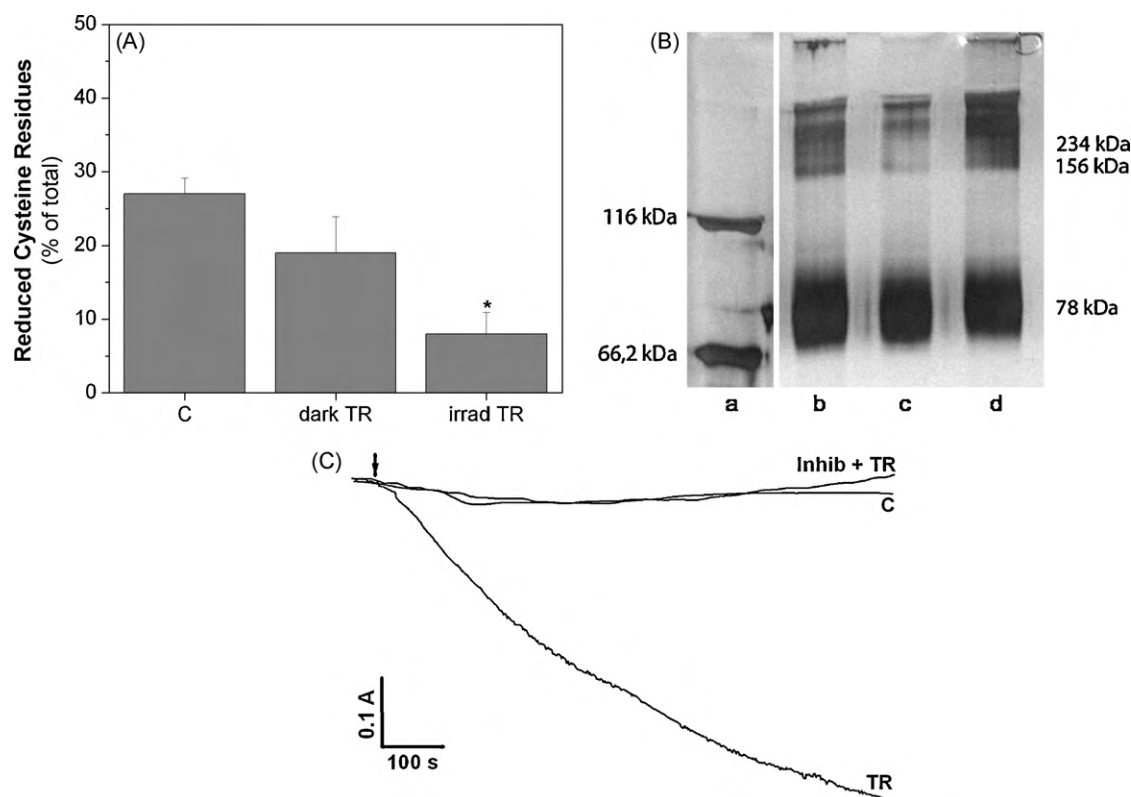 (A)
Reduced Cysteine Residues
(% of total)
50
40
30
20
10
0
*
C
dark TR
irrad TR
(B)
116 kDa
66,2 kDa
234 kDa
156 kDa
78 kDa
a
b
c
d
(C)
Inhib + TR
C
0.1 A
100 s
TR